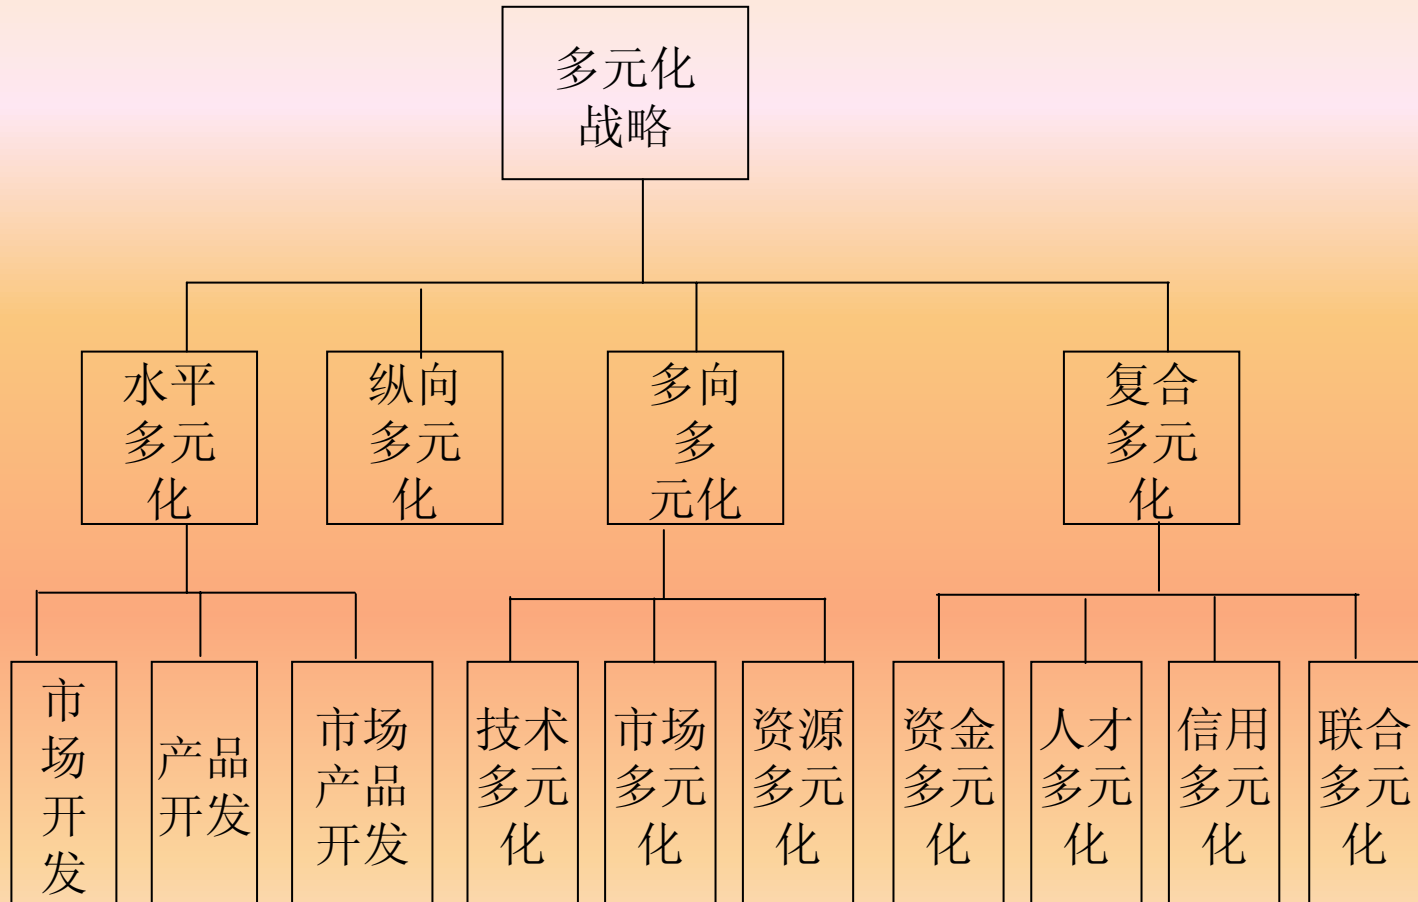 多元化
战略
水平
多元
化
纵向
多元
化
多向
多
元化
复合
多元
化
市
场
开
发
产品
开发
市场
产品
开发
技术
多元
化
市场
多元
化
资源
多元
化
资金
多元
化
人才
多元
化
信用
多元
化
联合
多元
化